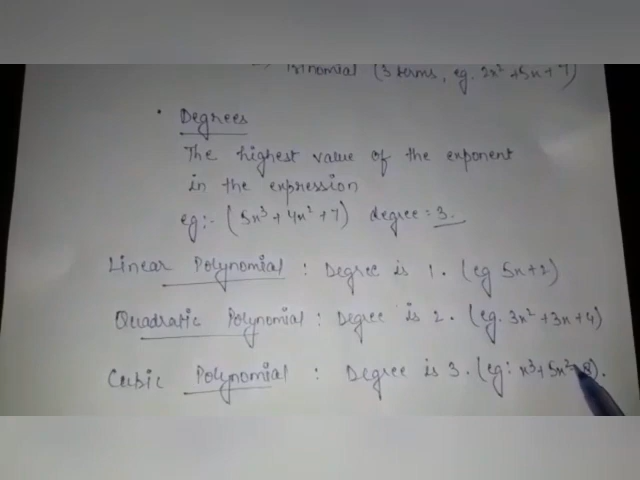 Trinomial (3 terms, eg. 2x² + 5x + 7)
• Degrees
The highest value of the exponent
in the expression
eg:- (5x³ + 4x² + 7) degree = 3.
Linear Polynomial : Degree is 1. (eg 5x + 2)
Quadratic Polynomial : Degree is 2. (eg. 3x² + 3x + 4)
Cubic Polynomial : Degree is 3. (eg: x³ + 5x² 8).